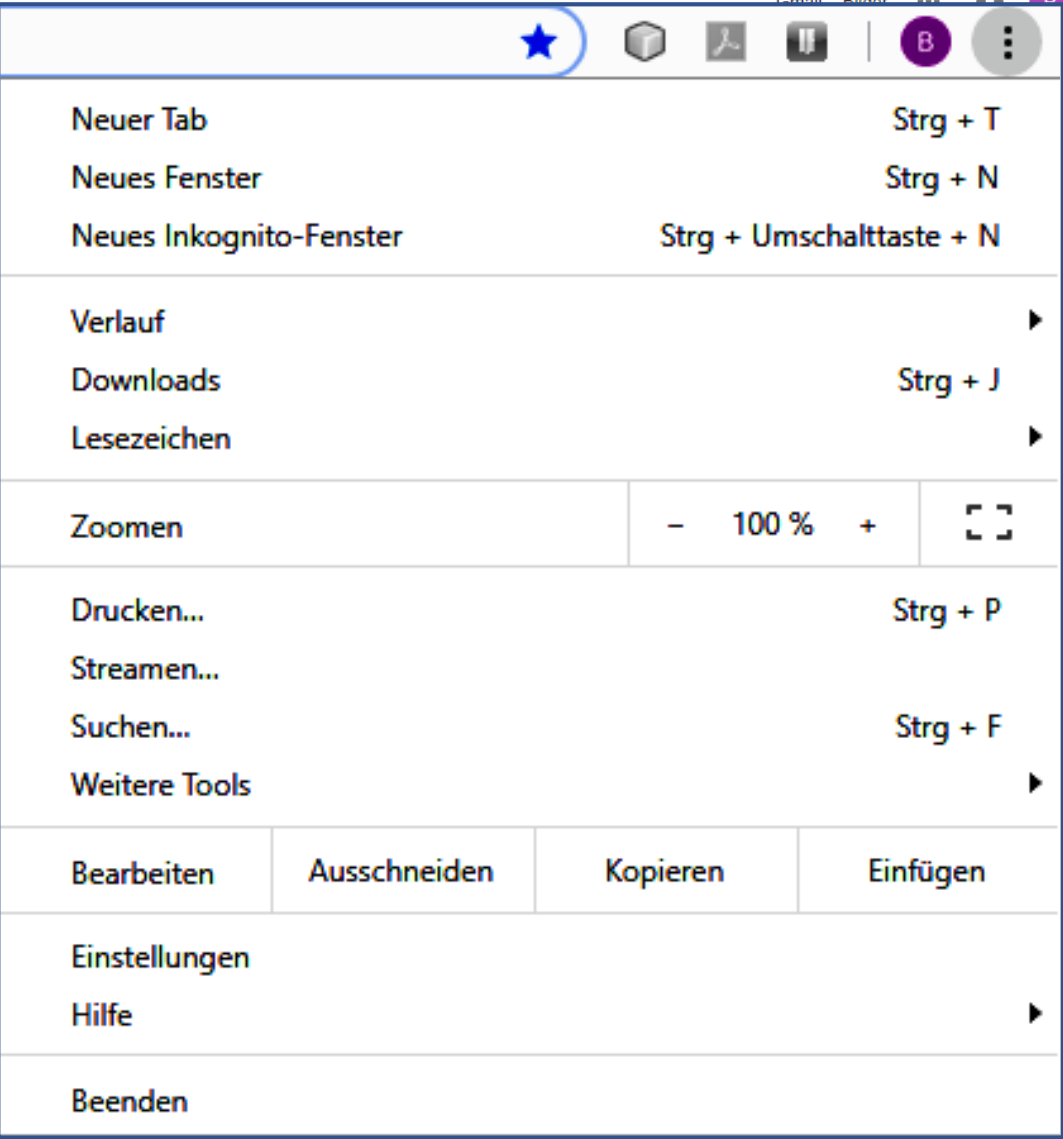 B
Neuer Tab Strg + T
Neues Fenster Strg + N
Neues Inkognito-Fenster Strg + Umschalttaste + N
Verlauf
Downloads Strg + J
Lesezeichen
Zoomen - 100 % +
Drucken... Strg + P
Streamen...
Suchen... Strg + F
Weitere Tools
Bearbeiten Ausschneiden Kopieren Einfügen
Einstellungen
Hilfe
Beenden